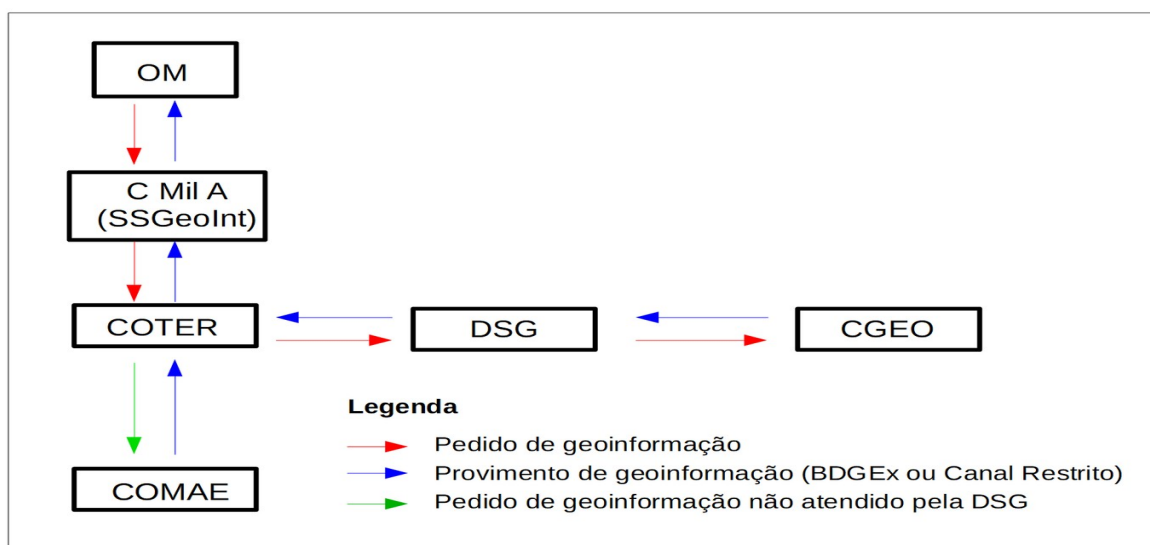 OM
C Mil A
(SSGeoInt)
COTER
DSG
CGEO
COMAE
Legenda
Pedido de geoinformação
Provimento de geoinformação (BDGEx ou Canal Restrito)
Pedido de geoinformação não atendido pela DSG